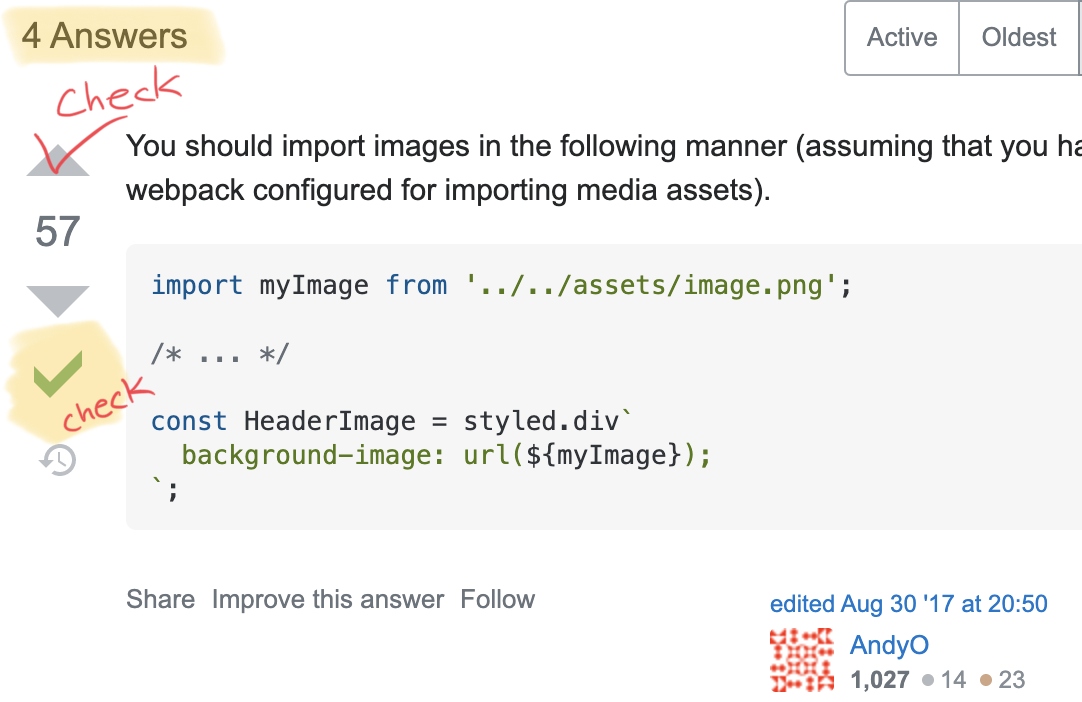 4 Answers
Active Oldest
Check
You should import images in the following manner (assuming that you ha
webpack configured for importing media assets).
57
import myImage from '../../assets/image.png';
/* ... */
check
const HeaderImage = styled.div`
  background-image: url(${myImage});
`;
Share Improve this answer Follow
edited Aug 30 '17 at 20:50
AndyO
1,027 14 23